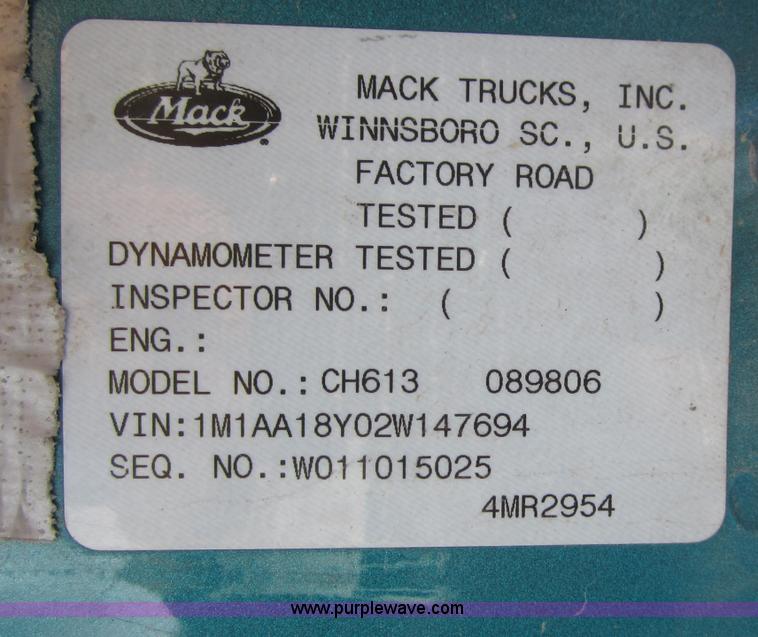 Mack
MACK TRUCKS, INC.
WINNSBORO SC., U.S.
FACTORY ROAD
TESTED ( )
DYNAMOMETER TESTED ( )
INSPECTOR NO.: ( )
ENG.:
MODEL NO.: CH613 089806
VIN:1M1AA18Y02W147694
SEQ. NO.:W011015025
4MR2954
www.purplewave.com